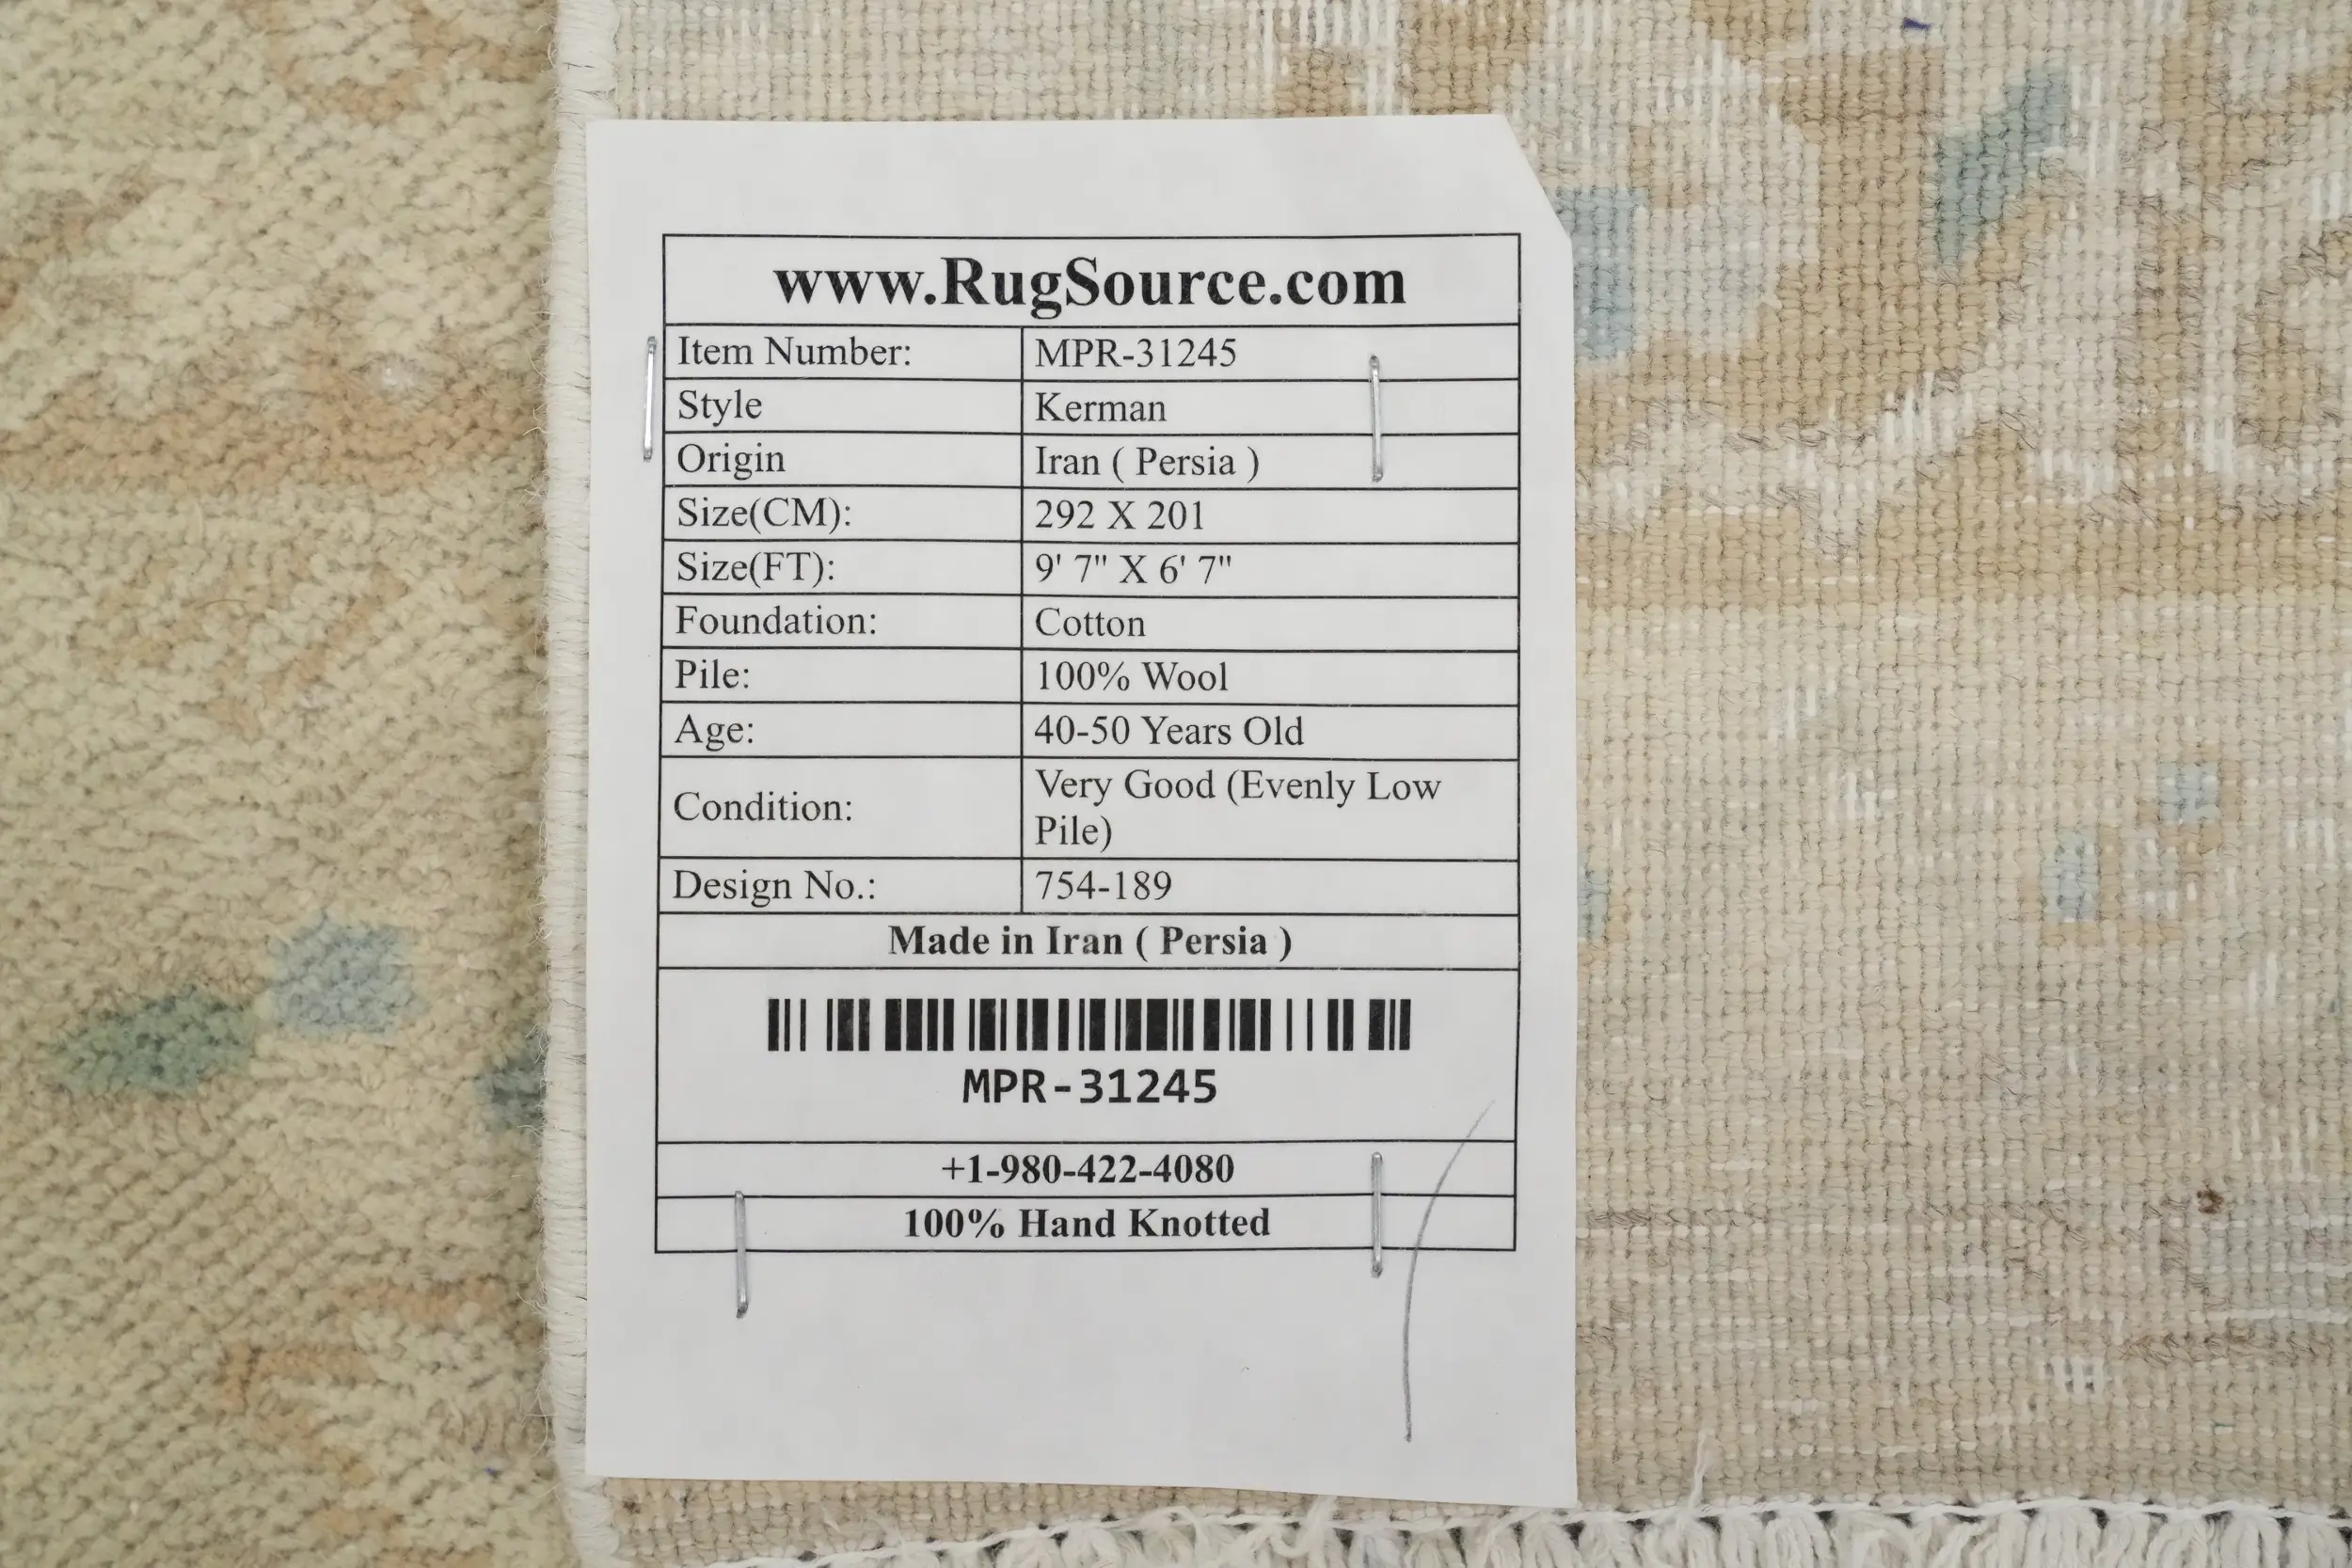 www.RugSource.com
Item Number: MPR-31245
Style Kerman
Origin Iran ( Persia )
Size(CM): 292 X 201
Size(FT): 9' 7" X 6' 7"
Foundation: Cotton
Pile: 100% Wool
Age: 40-50 Years Old
Condition: Very Good (Evenly Low
Pile)
Design No.: 754-189
Made in Iran ( Persia )
MPR-31245
+1-980-422-4080
100% Hand Knotted